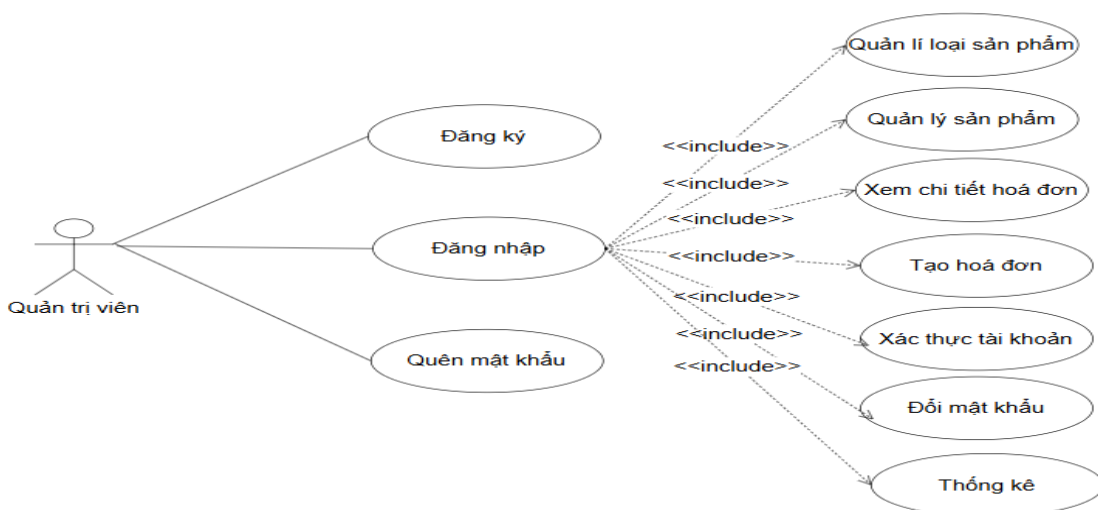 Quản lí loại sản phẩm
Đăng ký
Quản lý sản phẩm
<<include>>
<<include>>
Xem chi tiết hoá đơn
<<include>>
Đăng nhập
<<include>>
Tạo hoá đơn
Quản trị viên
<<include>>
<<include>>
Xác thực tài khoản
Quên mật khẩu
<<include>>
Đổi mật khẩu
Thống kê